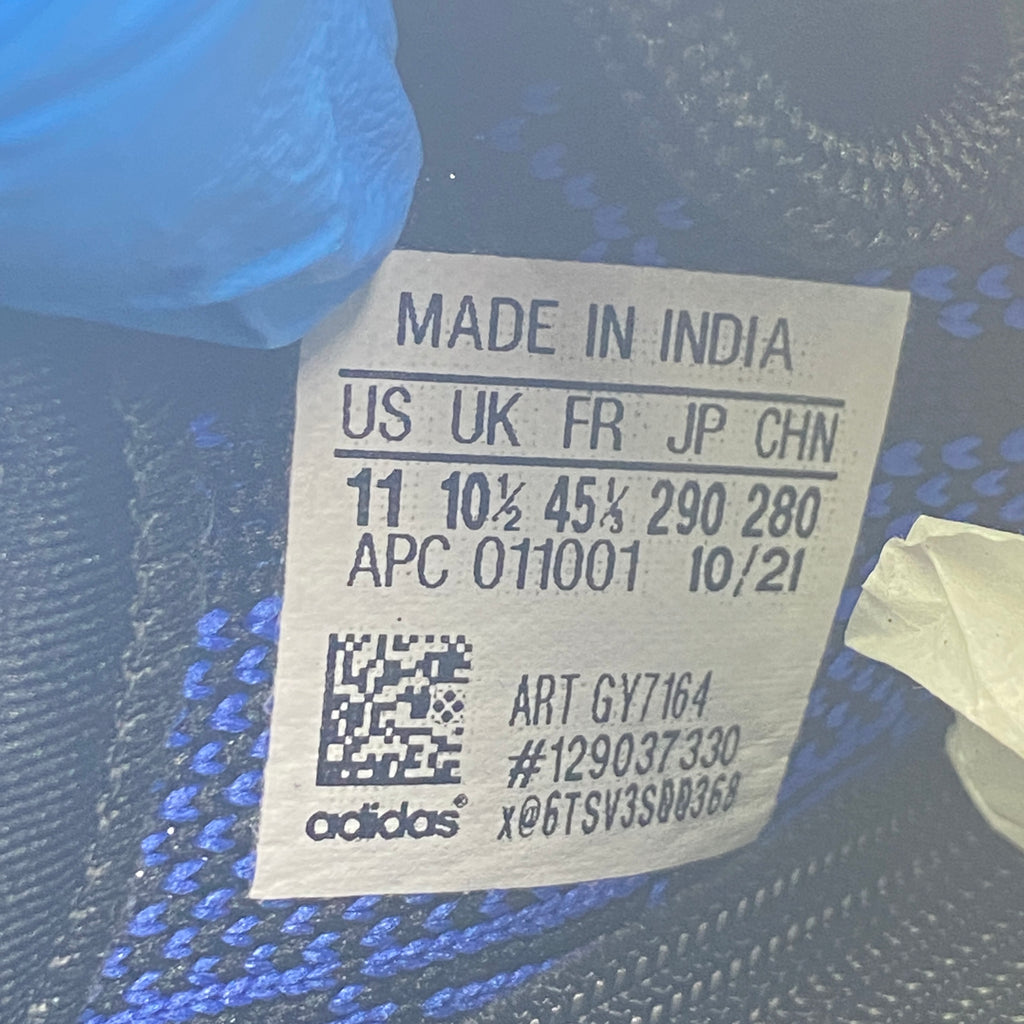 MADE IN INDIA
US UK FR JP CHN
11 10½ 45⅓ 290 280
APC 011001 10/21
ART GY7164
#129037330
x@6TSV3S00368
adidas®